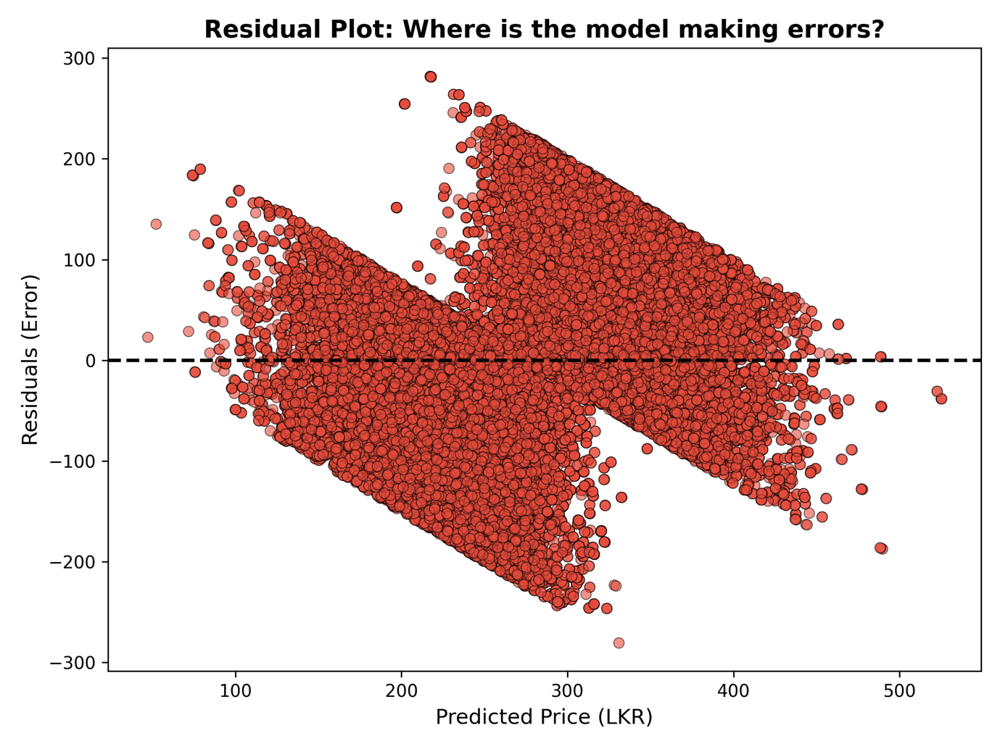 Residual Plot: Where is the model making errors?
300
200
100
0
−100
−200
−300
Residuals (Error)
100 200 300 400 500
Predicted Price (LKR)